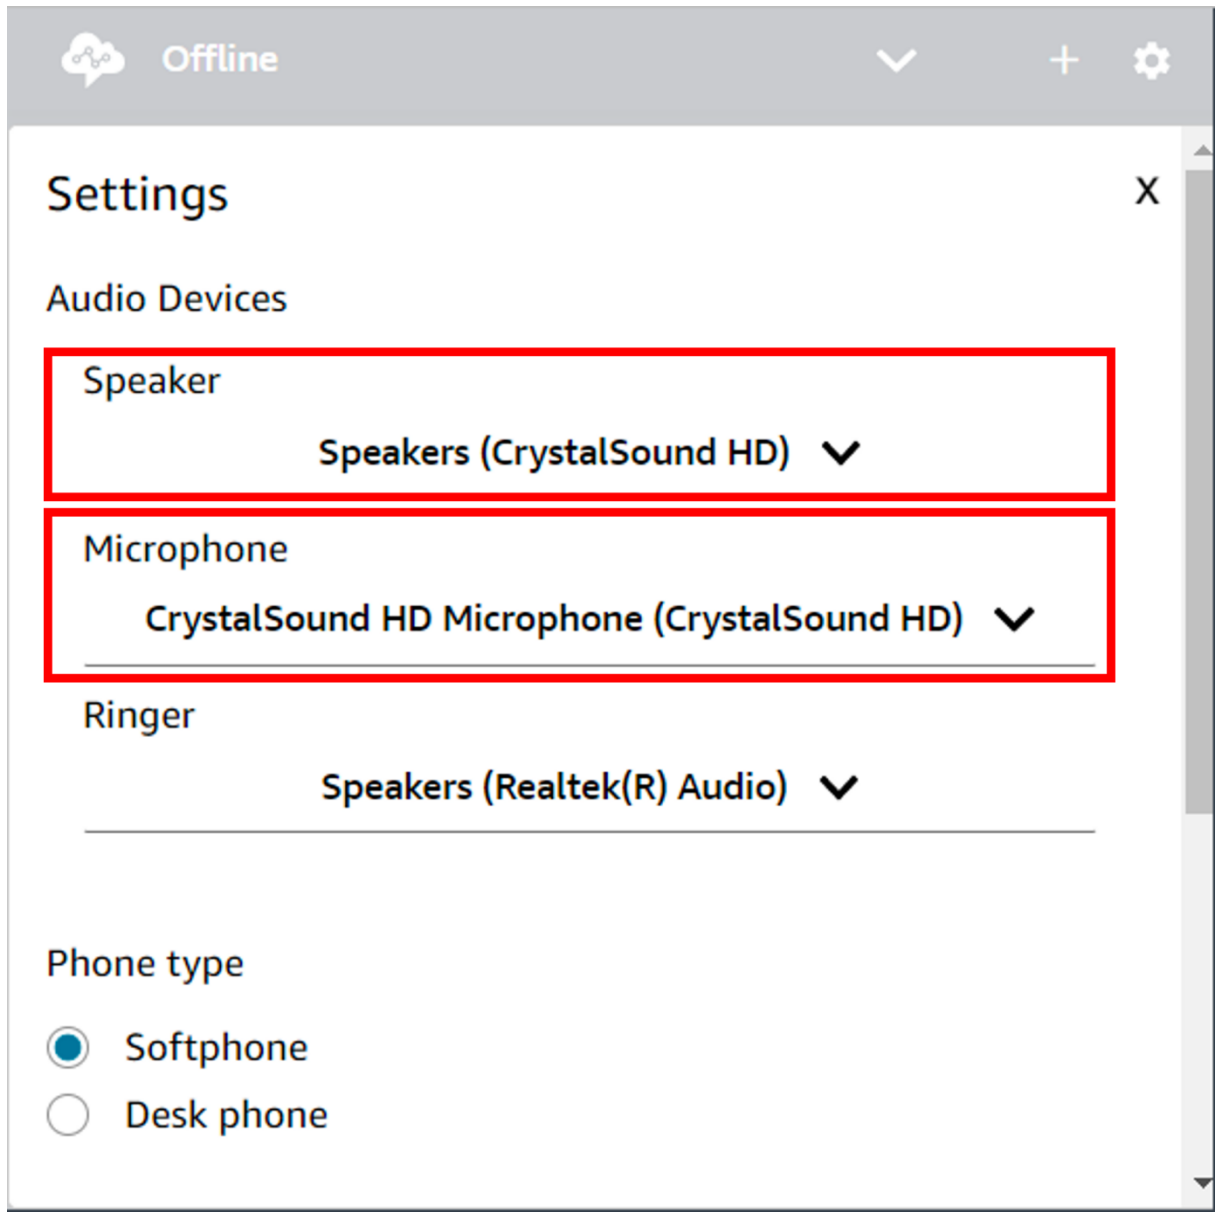 Offline
Settings
X
Audio Devices
Speaker
Speakers (CrystalSound HD)
Microphone
CrystalSound HD Microphone (CrystalSound HD)
Ringer
Speakers (Realtek(R) Audio)
Phone type
Softphone
Desk phone